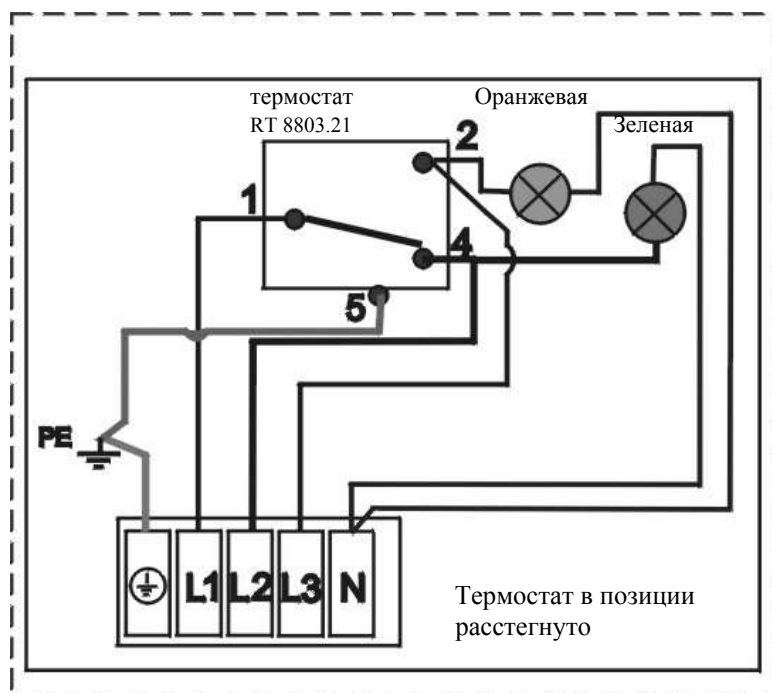 термостат
RT 8803.21
Оранжевая
Зеленая
2
1
4
5
PE
L1 L2 L3 N
Термостат в позиции
расстегнуто